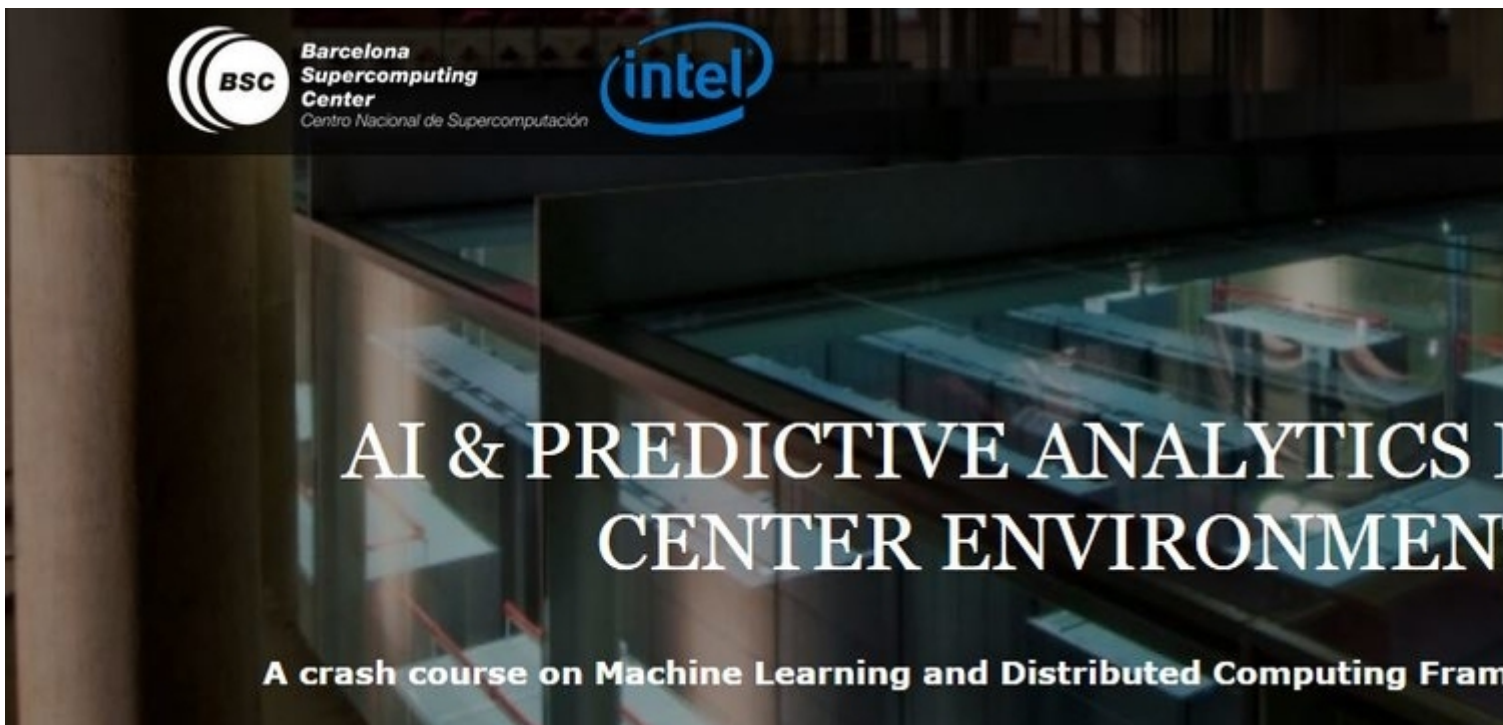 BSC
Barcelona
Supercomputing
Center
Centro Nacional de Supercomputación
intel
AI & PREDICTIVE ANALYTICS
CENTER ENVIRONMEN
A crash course on Machine Learning and Distributed Computing Fram